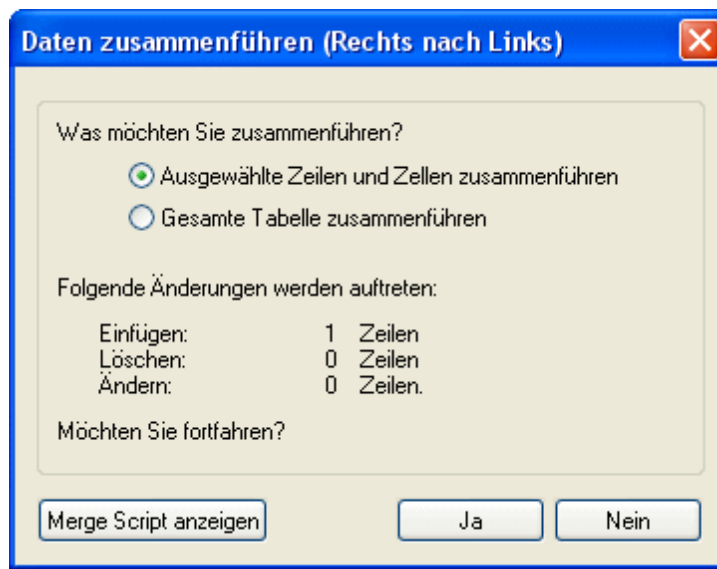 Daten zusammenführen (Rechts nach Links)
Was möchten Sie zusammenführen?
Ausgewählte Zeilen und Zellen zusammenführen
Gesamte Tabelle zusammenführen
Folgende Änderungen werden auftreten:
Einfügen: 1 Zeilen
Löschen: 0 Zeilen
Ändern: 0 Zeilen.
Möchten Sie fortfahren?
Merge Script anzeigen Ja Nein